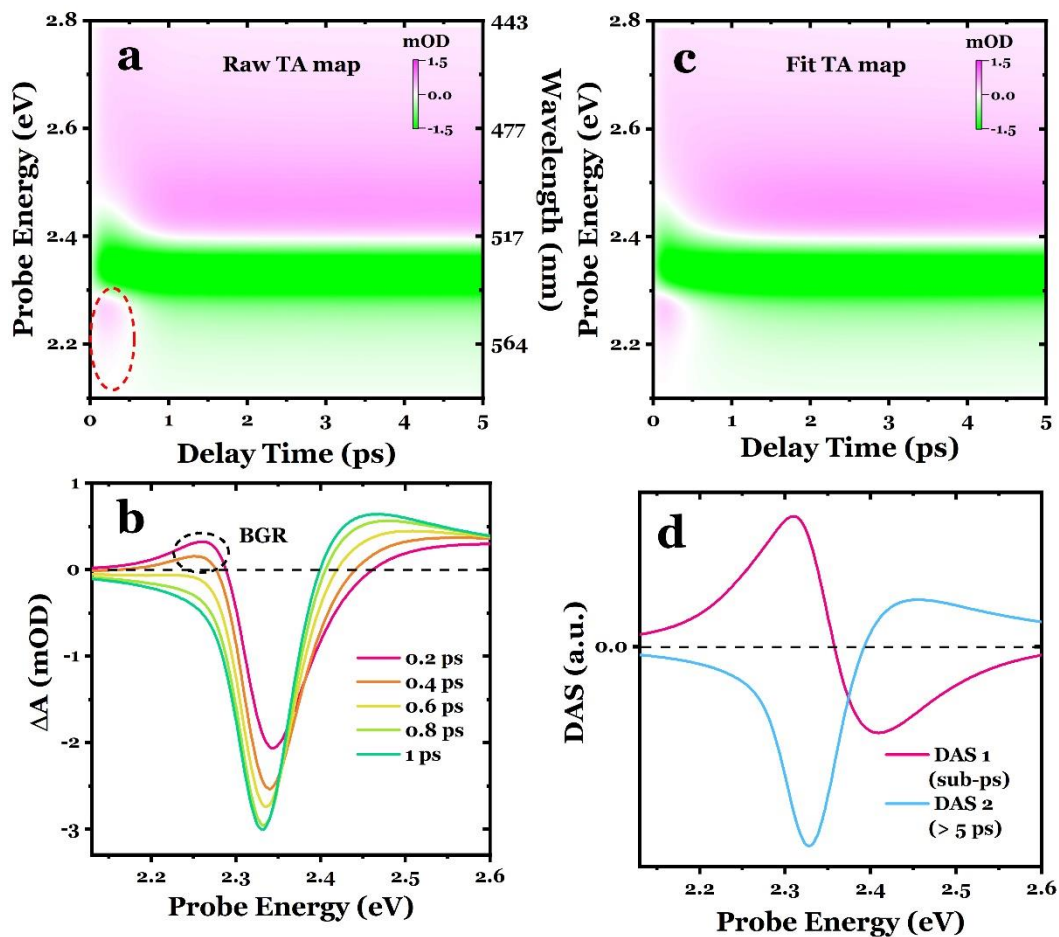 a
Raw TA map
mOD
1.5
0.0
-1.5
2.8
2.6
2.4
2.2
Probe Energy (eV)
443
477
517
564
Wavelength (nm)
0
1
2
3
4
5
Delay Time (ps)
c
Fit TA map
mOD
1.5
0.0
-1.5
2.8
2.6
2.4
2.2
Probe Energy (eV)
0
1
2
3
4
5
Delay Time (ps)
b
BGR
1
0
-1
-2
-3
ΔA (mOD)
0.2 ps
0.4 ps
0.6 ps
0.8 ps
1 ps
2.2
2.3
2.4
2.5
2.6
Probe Energy (eV)
d
0.0
DAS (a.u.)
DAS 1
(sub-ps)
DAS 2
(> 5 ps)
2.2
2.3
2.4
2.5
2.6
Probe Energy (eV)